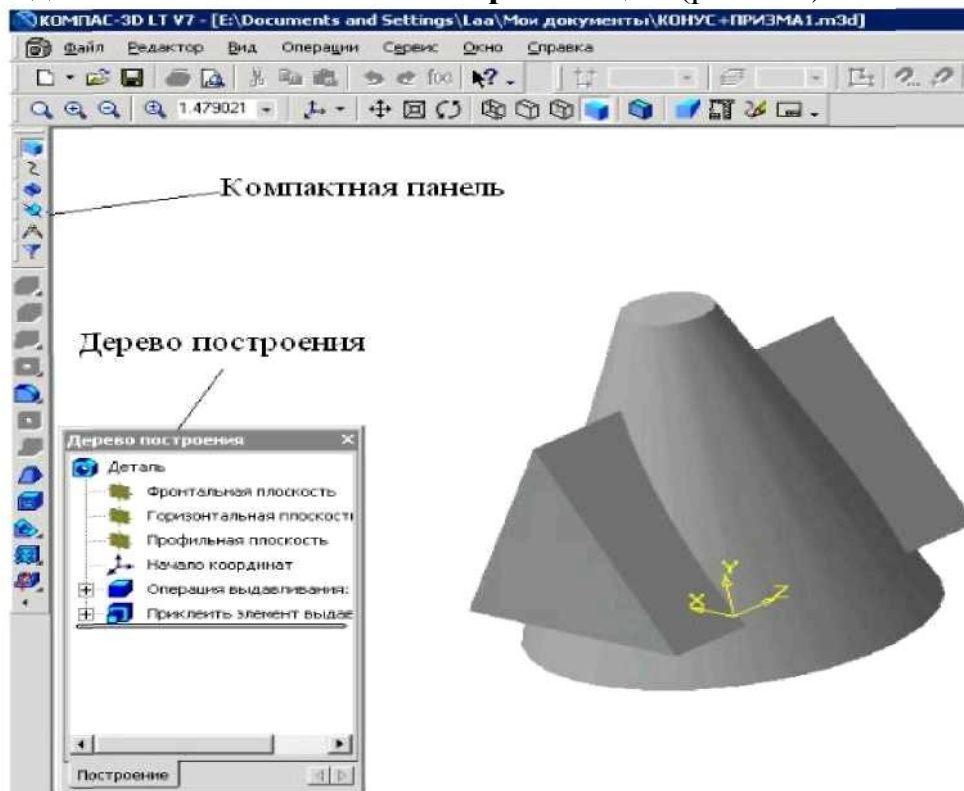 КОМПАС-3D LT V7 - [E:\Documents and Settings\Laa\Мои документы\КОНУС+ПРИЗМА1.m3d]
Файл Редактор Вид Операции Сервис Окно Справка
1.479021
Компактная панель
Дерево построения
Дерево построения
Деталь
Фронтальная плоскость
Горизонтальная плоскость
Профильная плоскость
Начало координат
Операция выдавливания:
Приклеить элемент выдав
Y
X Z
Построение